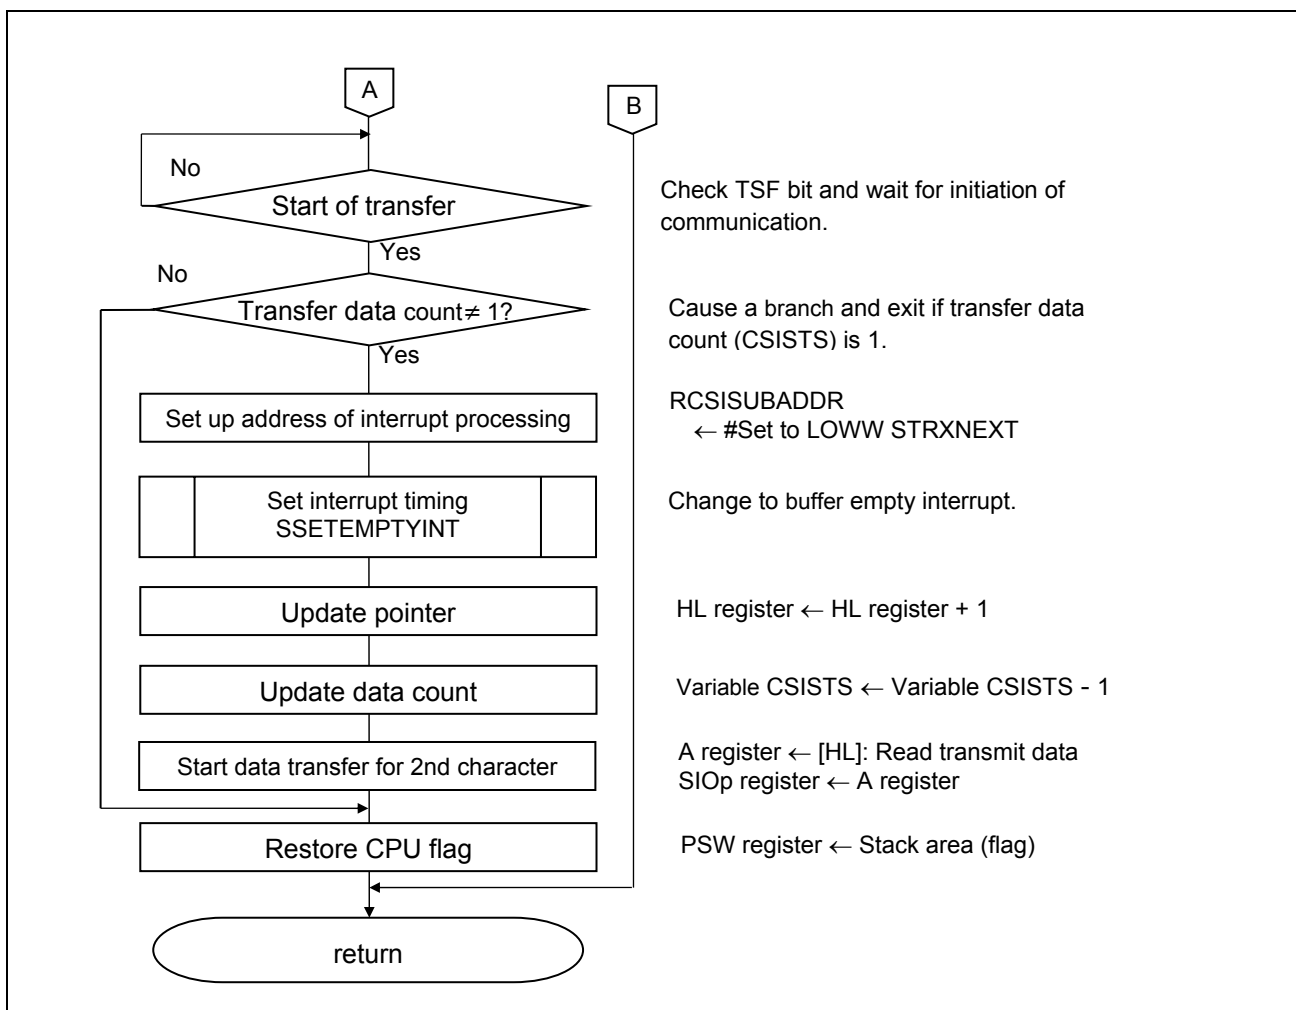 A
B
No
Start of transfer
Check TSF bit and wait for initiation of
communication.
Yes
No
Transfer data count≠ 1?
Cause a branch and exit if transfer data
count (CSISTS) is 1.
Yes
Set up address of interrupt processing
RCSISUBADDR
← #Set to LOWW STRXNEXT
Set interrupt timing
SSETEMPTYINT
Change to buffer empty interrupt.
Update pointer
HL register ← HL register + 1
Update data count
Variable CSISTS ← Variable CSISTS - 1
Start data transfer for 2nd character
A register ← [HL]: Read transmit data
SIOp register ← A register
Restore CPU flag
PSW register ← Stack area (flag)
return